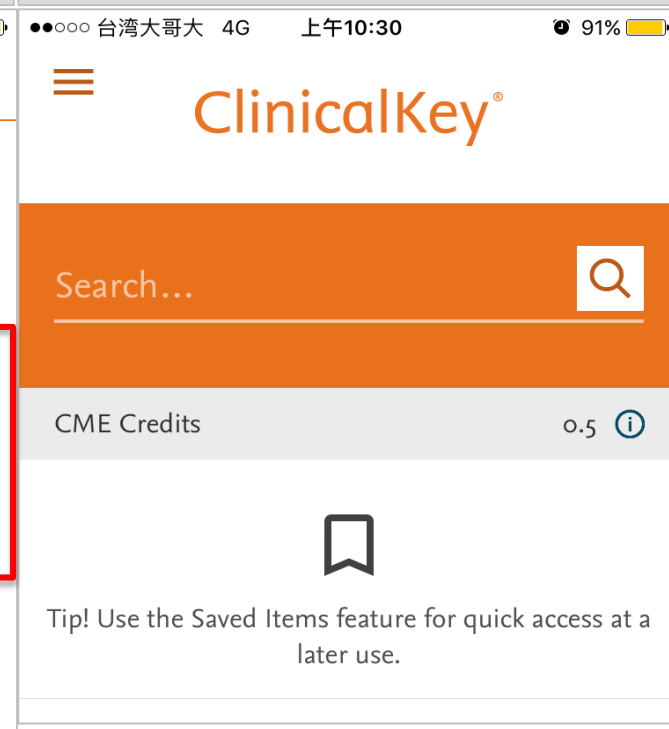 台湾大哥大 4G 上午10:30 91%
ClinicalKey®
Search...
CME Credits 0.5
Tip! Use the Saved Items feature for quick access at a
later use.